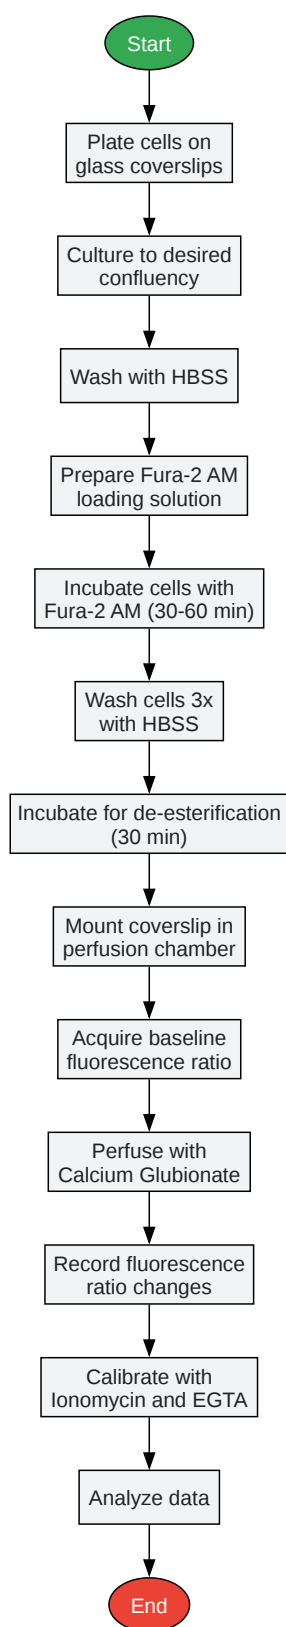 Start
Plate cells on
glass coverslips
Culture to desired
confluency
Wash with HBSS
Prepare Fura-2 AM
loading solution
Incubate cells with
Fura-2 AM (30-60 min)
Wash cells 3x
with HBSS
Incubate for de-esterification
(30 min)
Mount coverslip in
perfusion chamber
Acquire baseline
fluorescence ratio
Perfuse with
Calcium Glubionate
Record fluorescence
ratio changes
Calibrate with
Ionomycin and EGTA
Analyze data
End